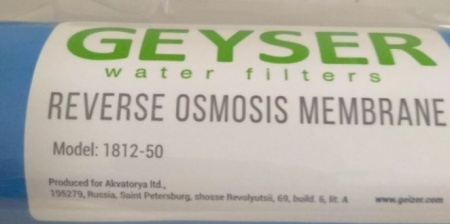 GEYSER
water filters
REVERSE OSMOSIS MEMBRANE
Model: 1812-50
Produced for Akvatorya ltd.,
195279, Russia, Saint Petersburg, shosse Revolyutsii, 69, build. 6, lit. A
www.geizer.com